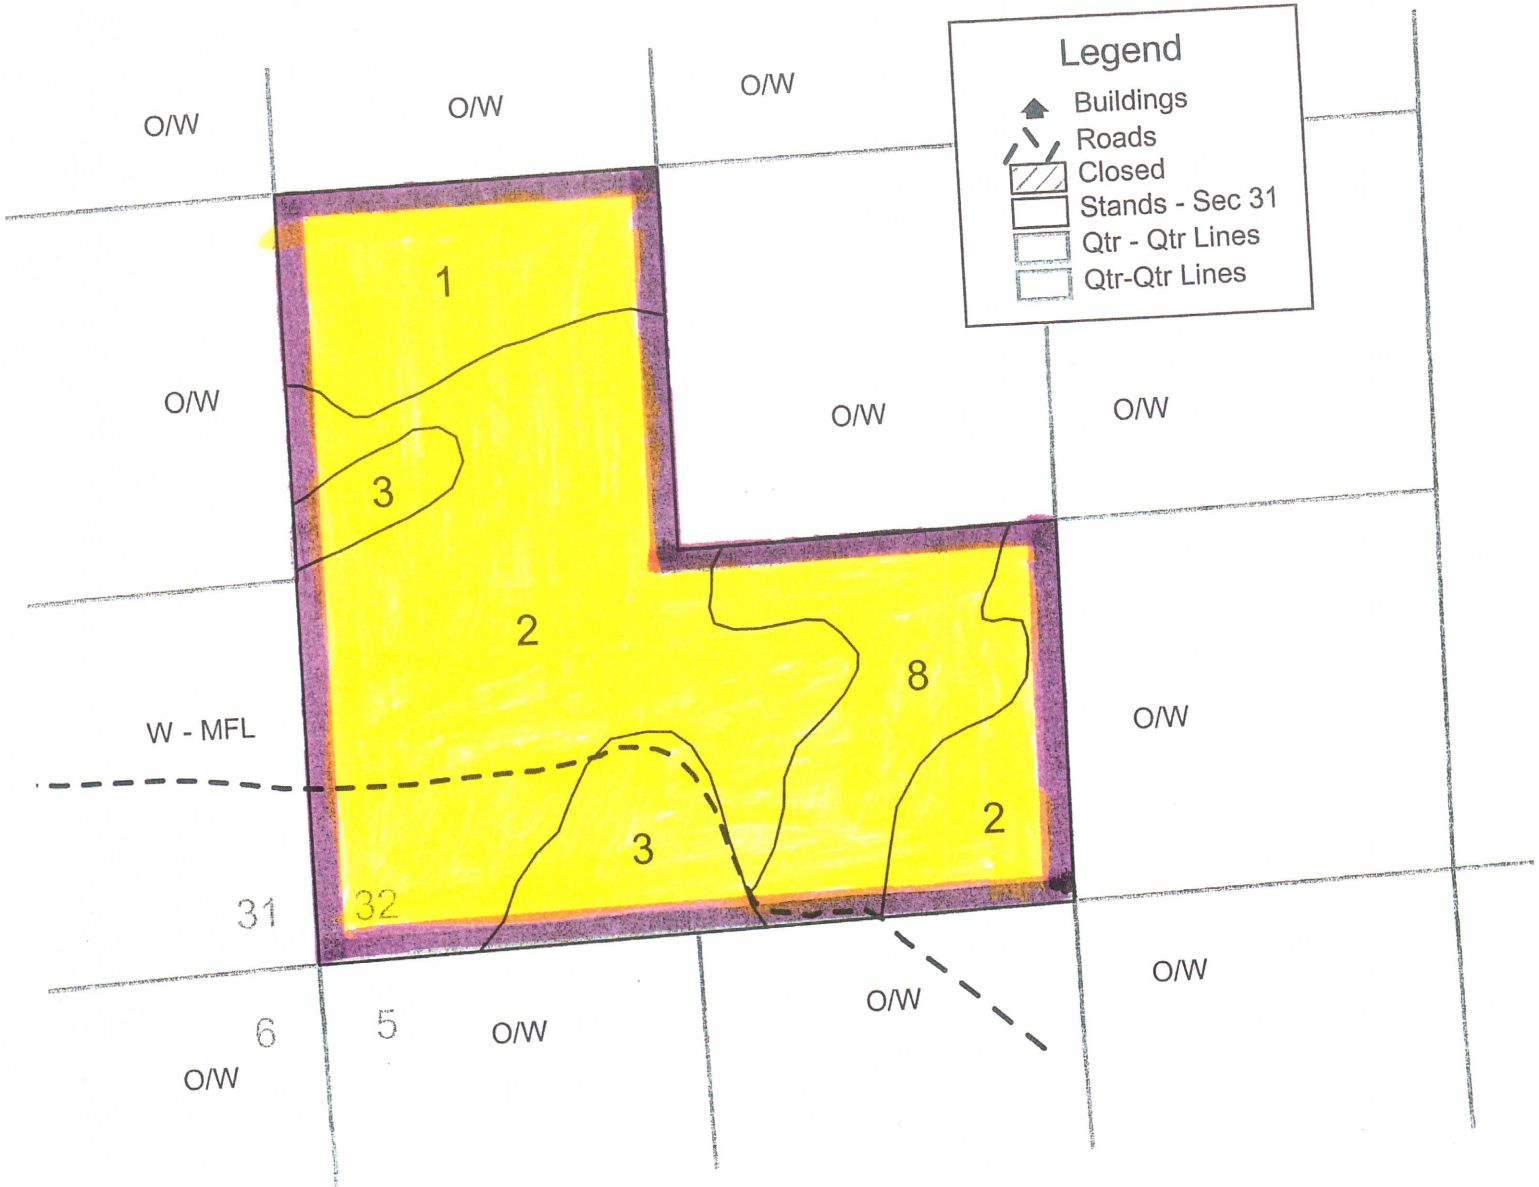 Legend
Buildings
Roads
Closed
Stands - Sec 31
Qtr - Qtr Lines
Qtr-Qtr Lines
O/W
O/W
O/W
1
O/W
O/W
O/W
3
2
8
W - MFL
O/W
3
2
31
32
6
5
O/W
O/W
O/W
O/W